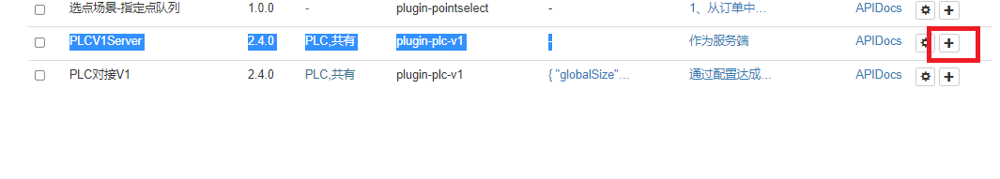 选点场景-指定点队列 1.0.0 - plugin-pointselect - 1、从订单中… APIDocs
PLCV1Server 2.4.0 PLC,共有 plugin-plc-v1 - 作为服务端 APIDocs
PLC对接V1 2.4.0 PLC,共有 plugin-plc-v1 { "globalSize"… 通过配置达成… APIDocs